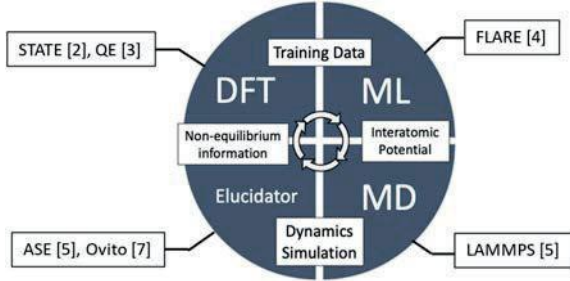 STATE [2], QE [3]
FLARE [4]
Training Data
DFT
ML
Non-equilibrium
information
Interatomic
Potential
Elucidator
MD
Dynamics
Simulation
ASE [5], Ovito [7]
LAMMPS [5]